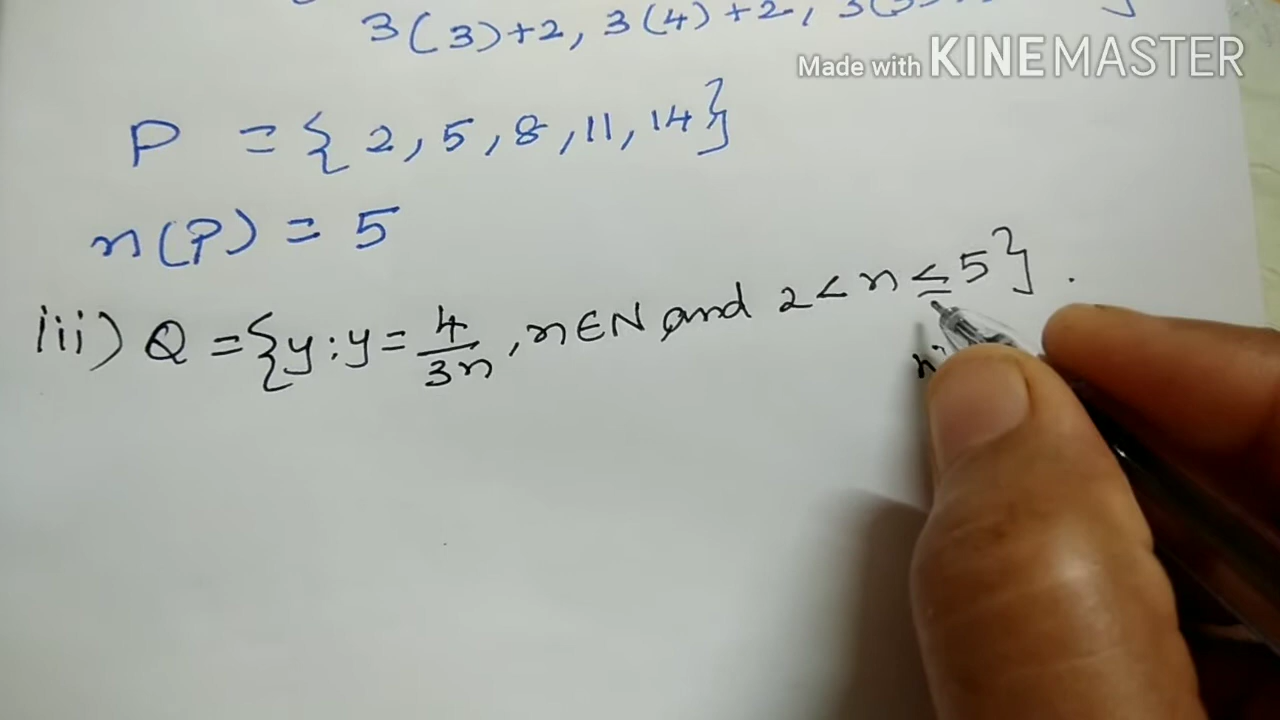 3(3)+2, 3(4)+2,
Made with KINEMASTER
P = {2, 5, 8, 11, 14}
n(P) = 5
iii) Q = {y : y = 4/3n, n∈N and 2 < n ≤ 5}.